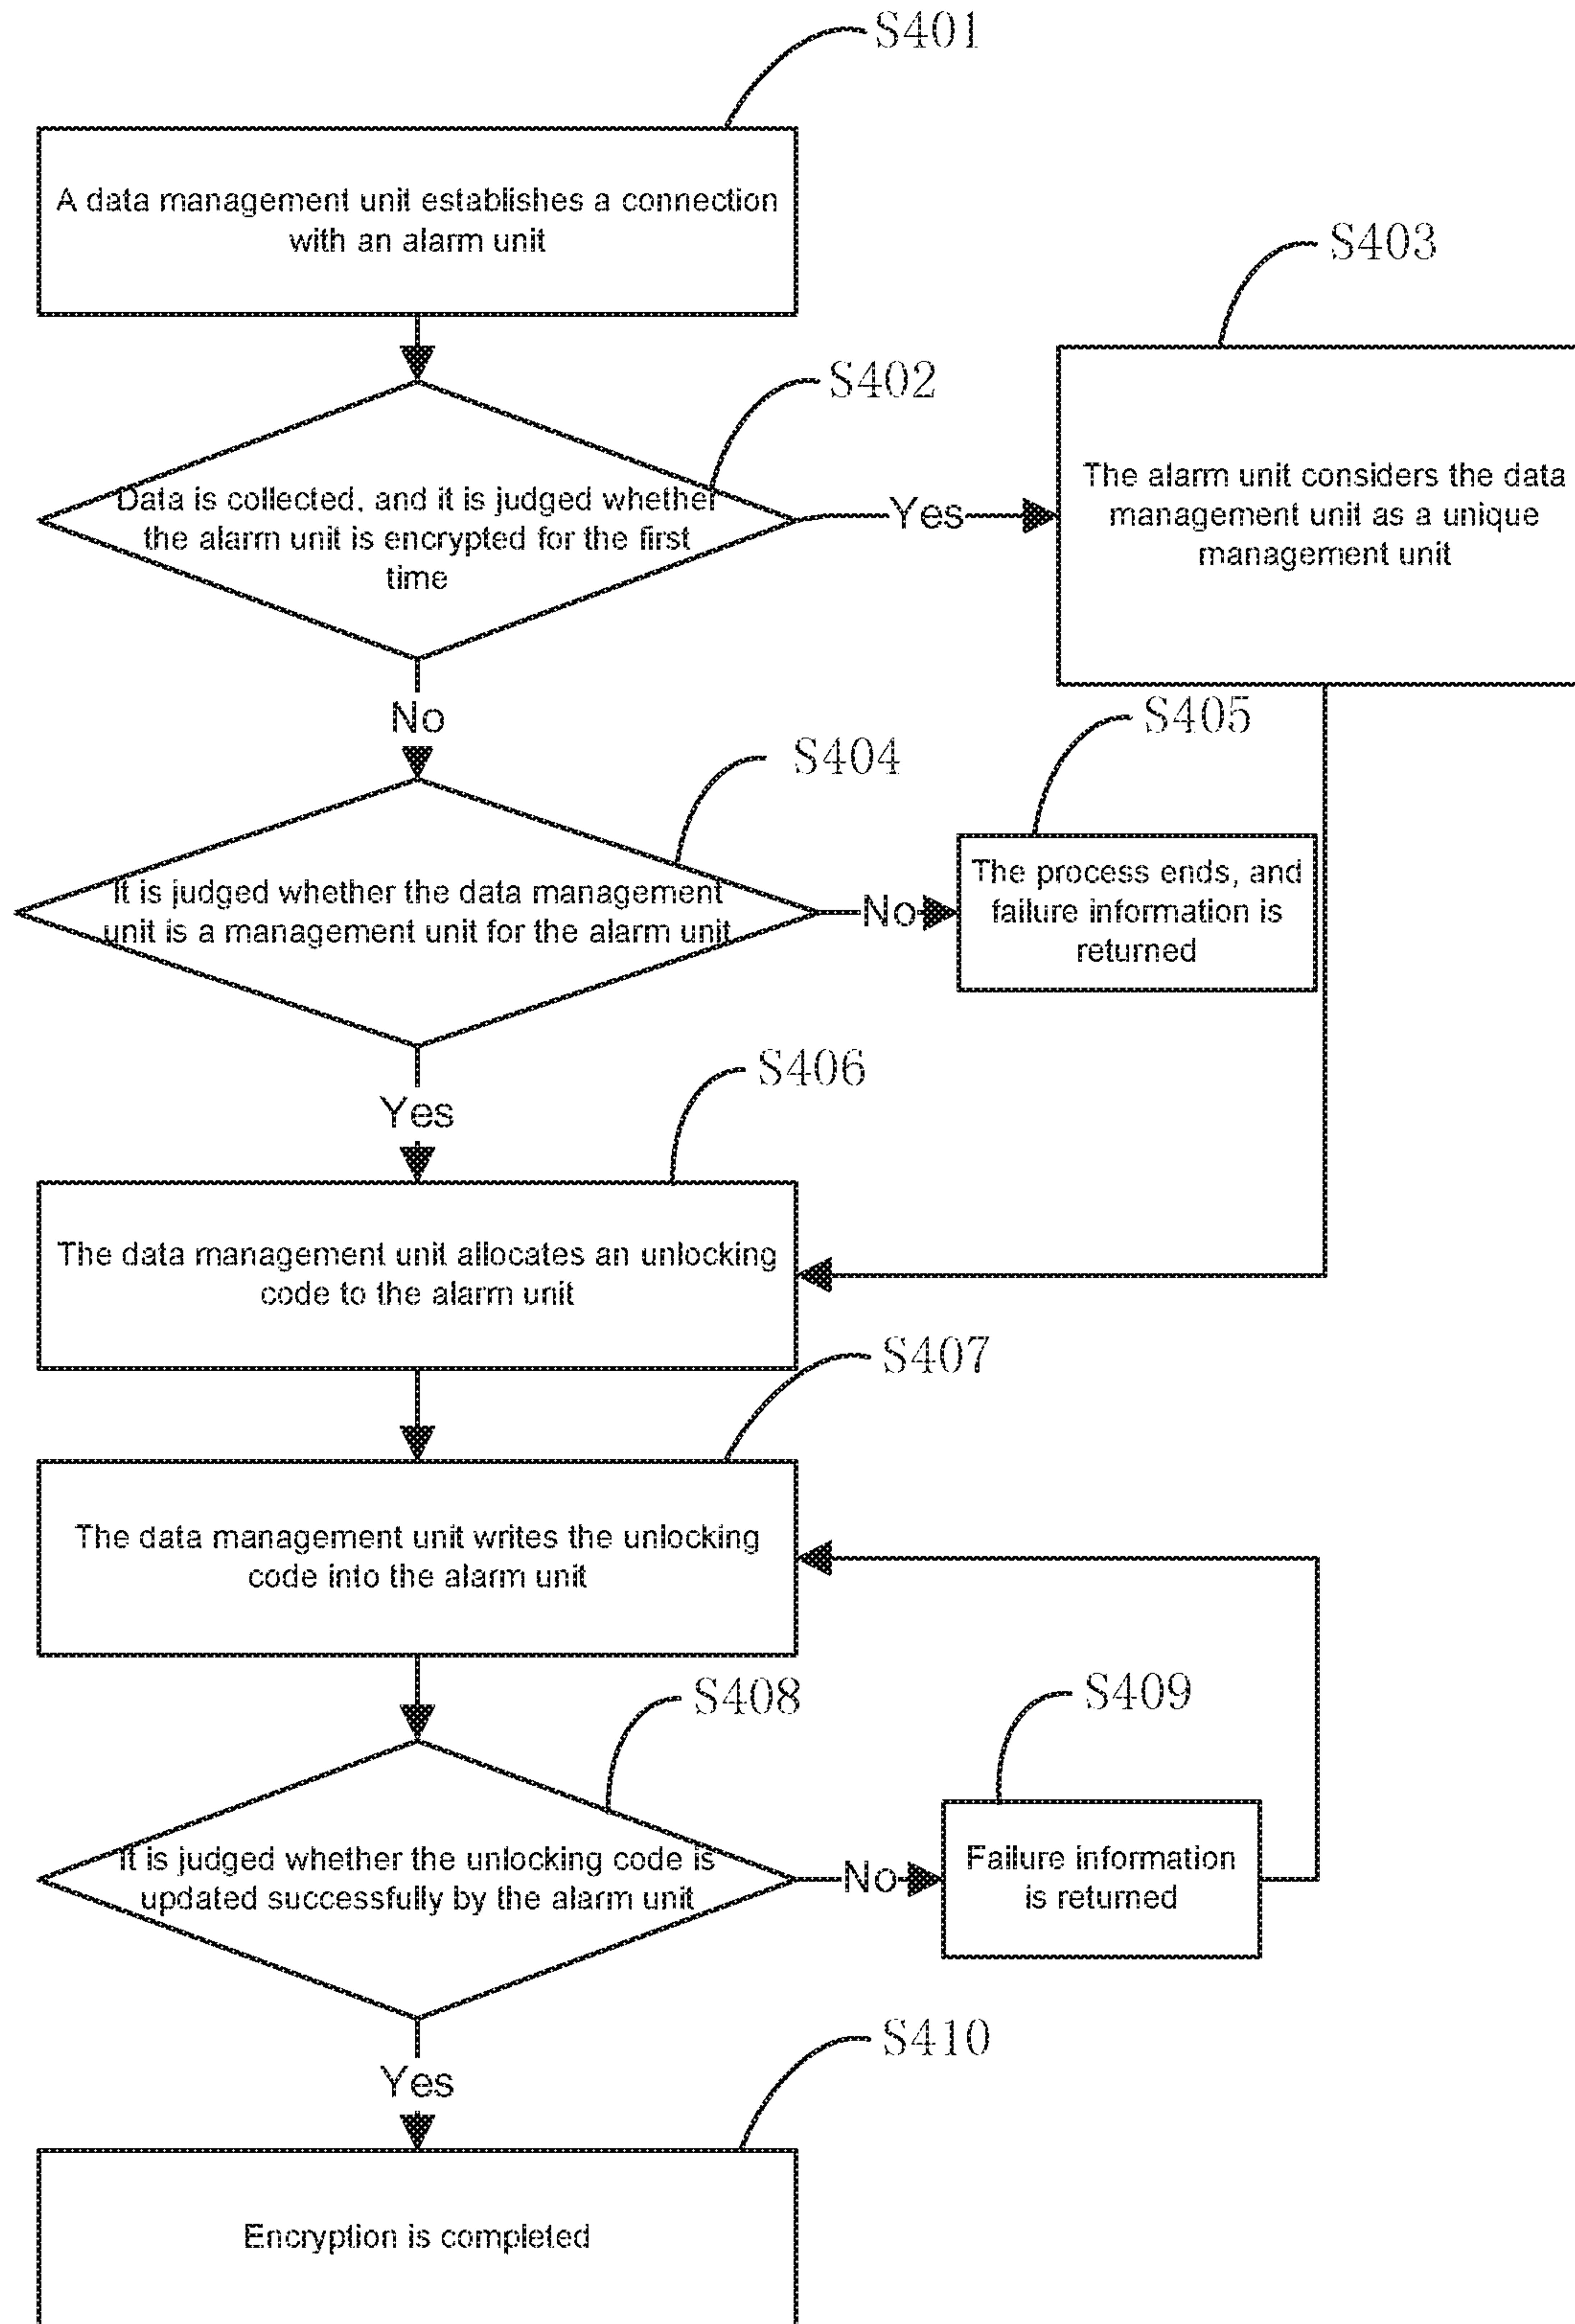 S401
A data management unit establishes a connection
with an alarm unit
S403
S402
Data is collected, and it is judged whether
the alarm unit is encrypted for the first
time
Yes
The alarm unit considers the data
management unit as a unique
management unit
No
S405
S404
It is judged whether the data management
unit is a management unit for the alarm unit
No
The process ends, and
failure information is
returned
Yes
S406
The data management unit allocates an unlocking
code to the alarm unit
S407
The data management unit writes the unlocking
code into the alarm unit
S408
S409
It is judged whether the unlocking code is
updated successfully by the alarm unit
No
Failure information
is returned
Yes
S410
Encryption is completed